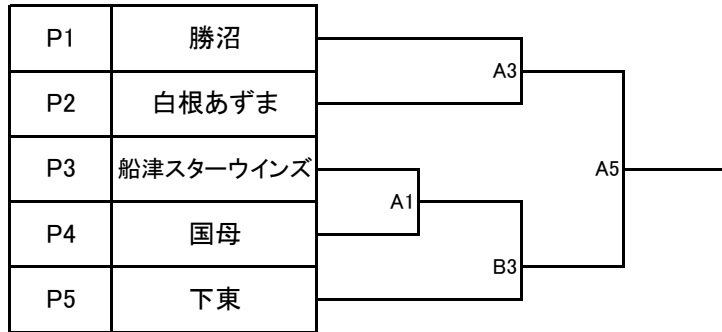 P1 勝沼
A3
P2 白根あずま
P3 船津スターウインズ
A5
A1
P4 国母
B3
P5 下東